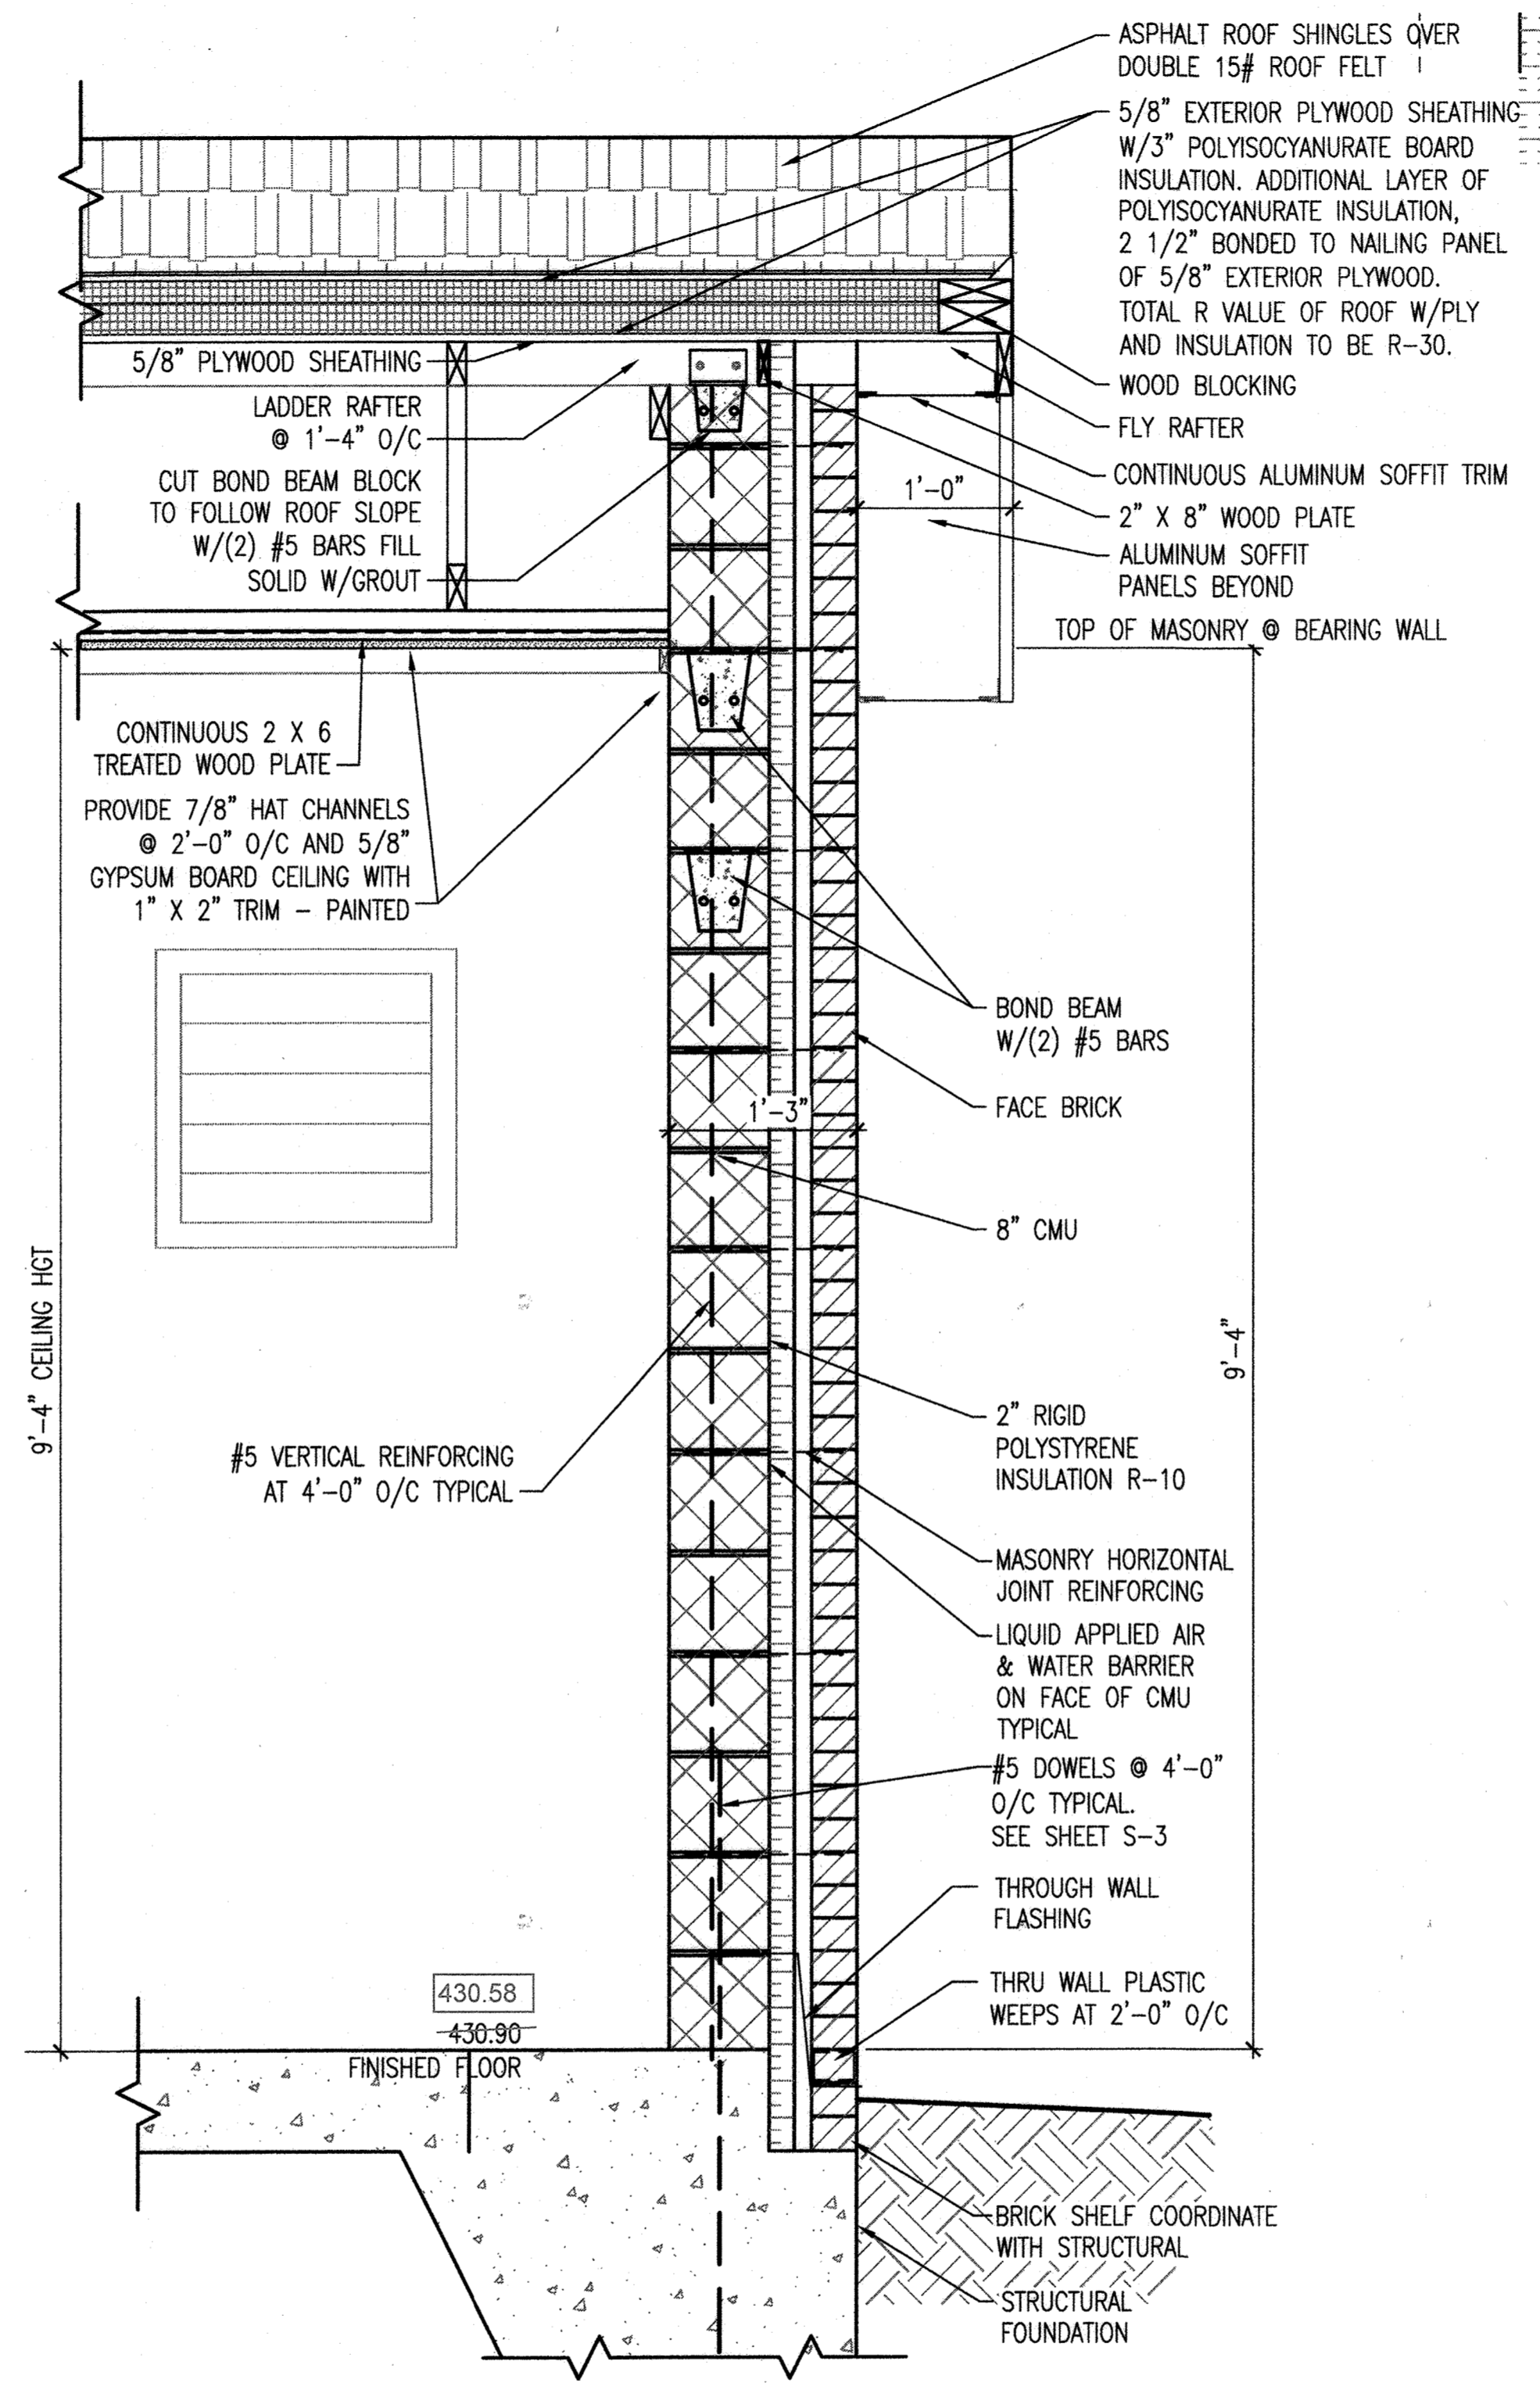 ASPHALT ROOF SHINGLES OVER
DOUBLE 15# ROOF FELT
5/8" EXTERIOR PLYWOOD SHEATHING
W/3" POLYISOCYANURATE BOARD
INSULATION. ADDITIONAL LAYER OF
POLYISOCYANURATE INSULATION,
2 1/2" BONDED TO NAILING PANEL
OF 5/8" EXTERIOR PLYWOOD.
TOTAL R VALUE OF ROOF W/PLY
AND INSULATION TO BE R-30.
WOOD BLOCKING
FLY RAFTER
CONTINUOUS ALUMINUM SOFFIT TRIM
1'-0"
2" X 8" WOOD PLATE
ALUMINUM SOFFIT
PANELS BEYOND
TOP OF MASONRY @ BEARING WALL
5/8" PLYWOOD SHEATHING
LADDER RAFTER
@ 1'-4" O/C
CUT BOND BEAM BLOCK
TO FOLLOW ROOF SLOPE
W/(2) #5 BARS FILL
SOLID W/GROUT
CONTINUOUS 2 X 6
TREATED WOOD PLATE
PROVIDE 7/8" HAT CHANNELS
@ 2'-0" O/C AND 5/8"
GYPSUM BOARD CEILING WITH
1" X 2" TRIM - PAINTED
BOND BEAM
W/(2) #5 BARS
FACE BRICK
1'-3"
8" CMU
9'-4" CEILING HGT
9'-4"
#5 VERTICAL REINFORCING
AT 4'-0" O/C TYPICAL
2" RIGID
POLYSTYRENE
INSULATION R-10
MASONRY HORIZONTAL
JOINT REINFORCING
LIQUID APPLIED AIR
& WATER BARRIER
ON FACE OF CMU
TYPICAL
#5 DOWELS @ 4'-0"
O/C TYPICAL.
SEE SHEET S-3
THROUGH WALL
FLASHING
THRU WALL PLASTIC
WEEPS AT 2'-0" O/C
430.58
430.90
FINISHED FLOOR
BRICK SHELF COORDINATE
WITH STRUCTURAL
STRUCTURAL
FOUNDATION